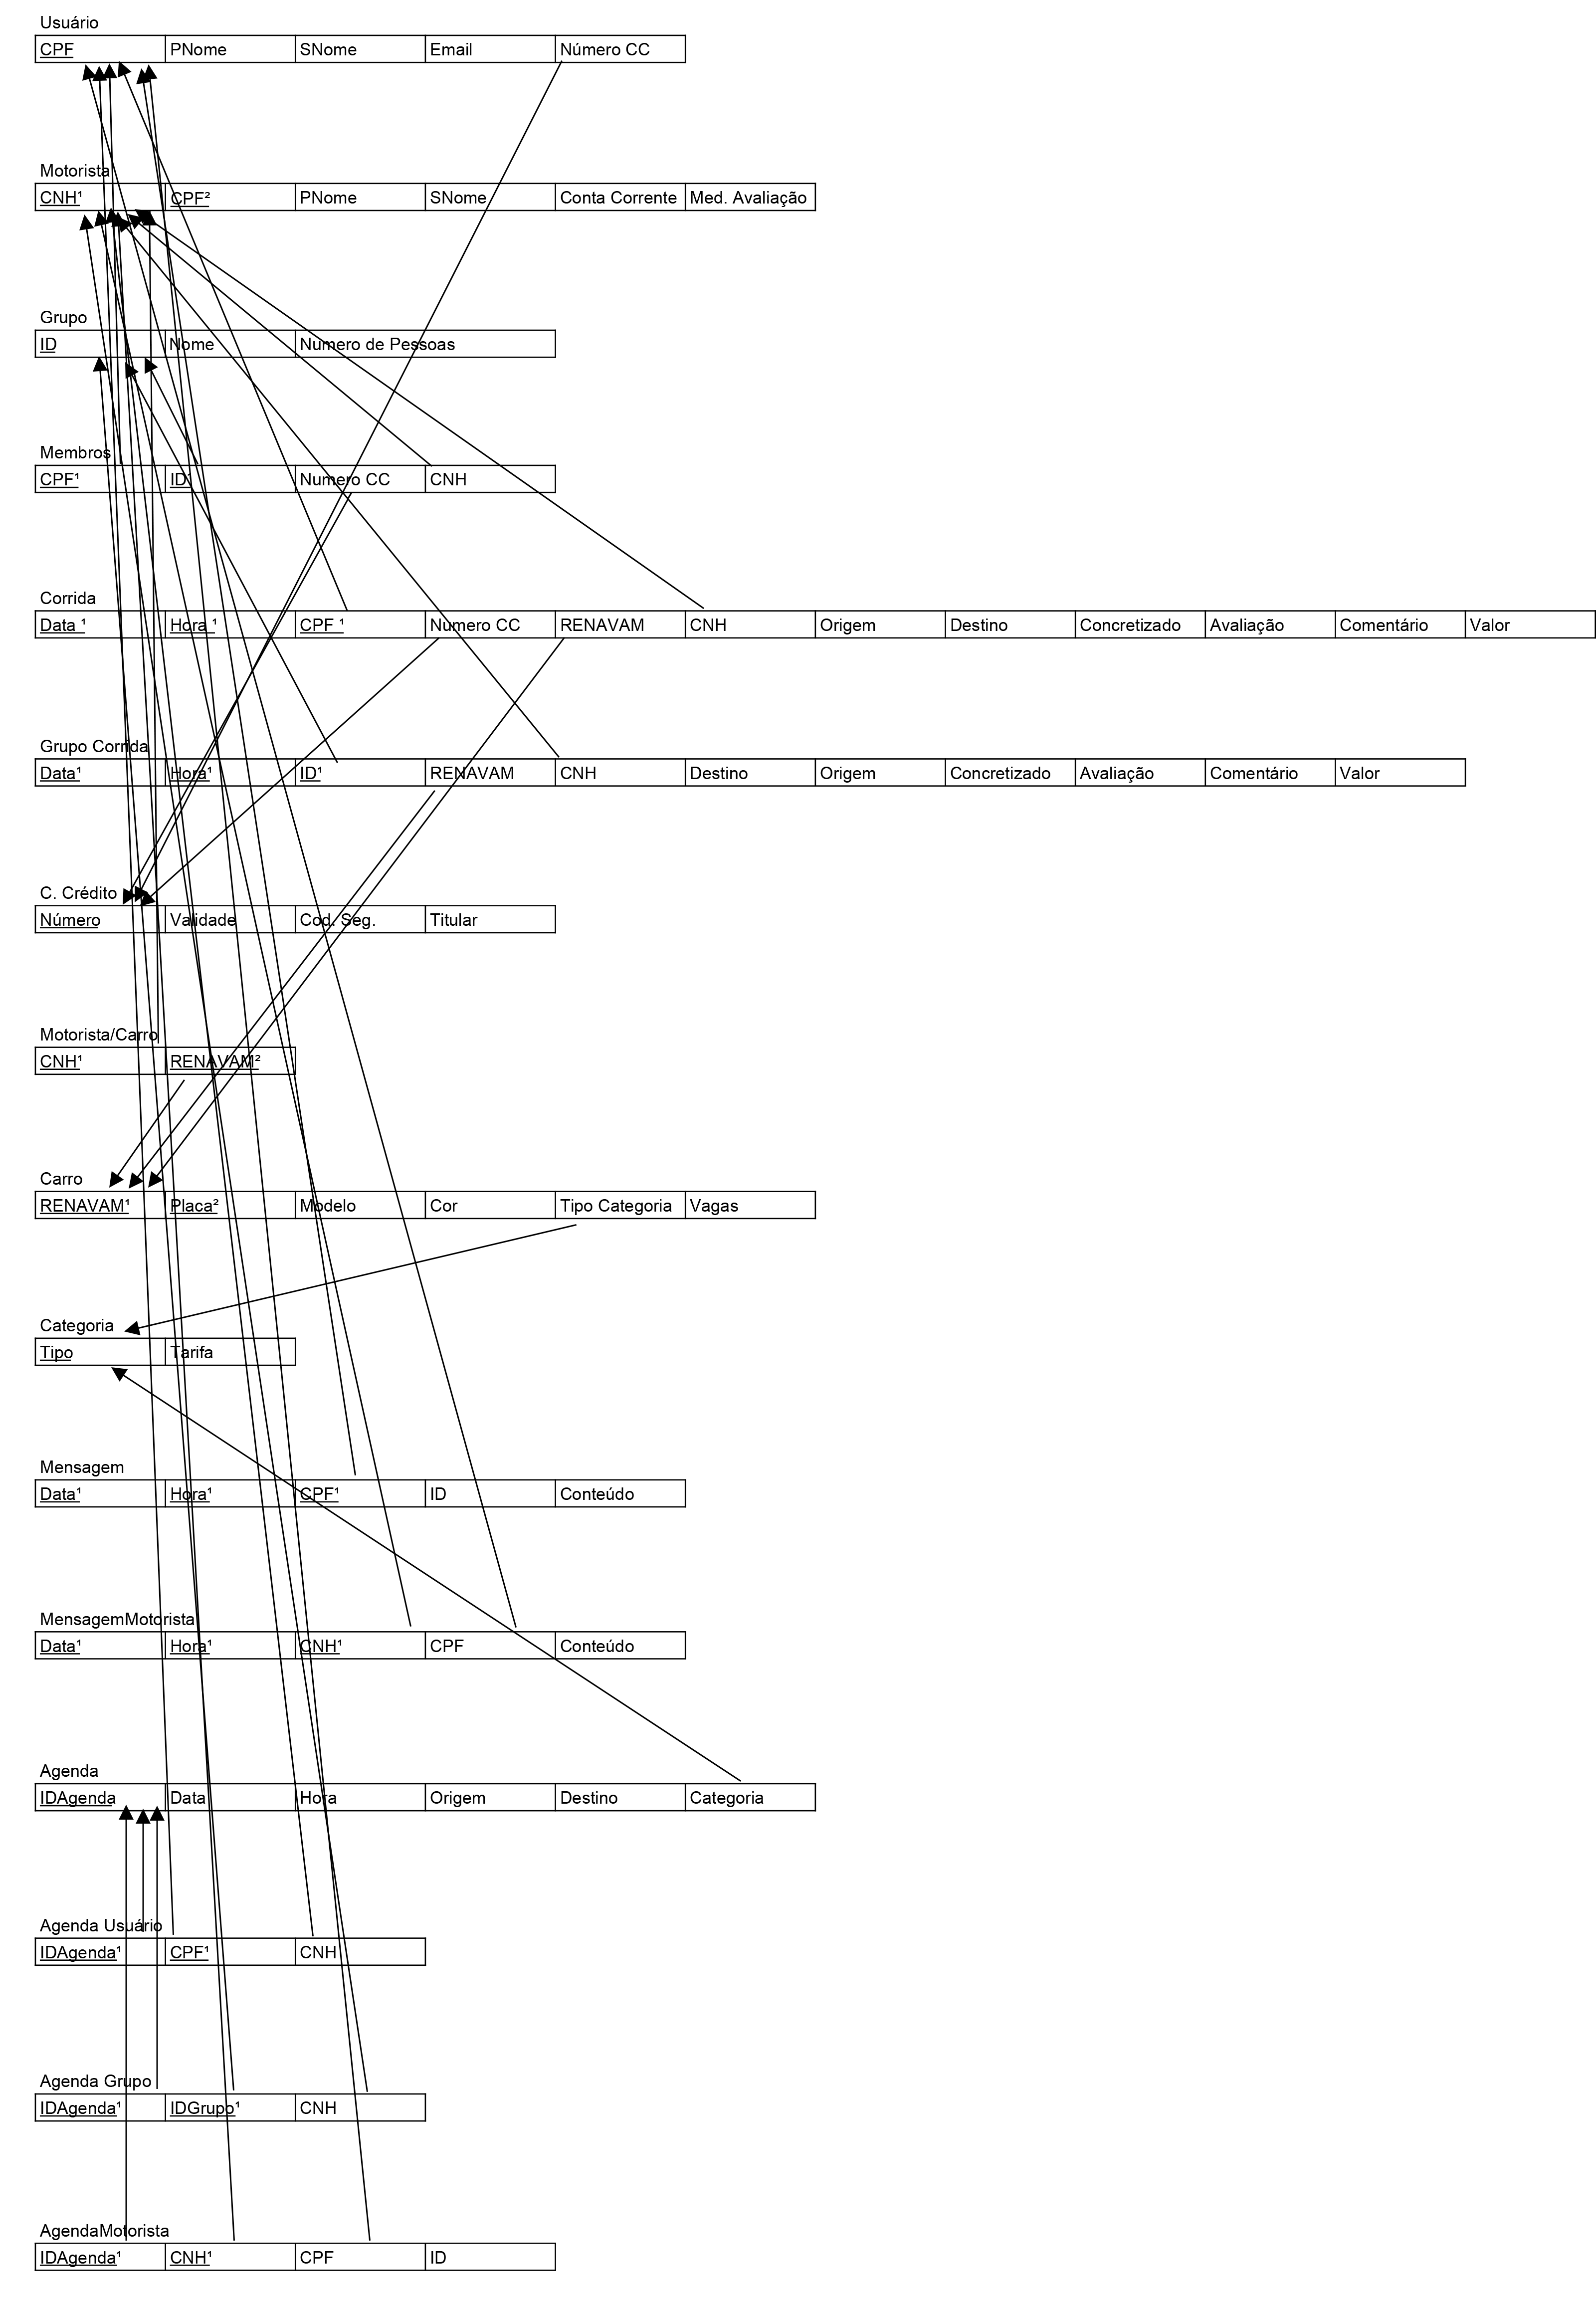 Usuário
CPF PNome SNome Email Número CC
Motorista
CNH¹ CPF² PNome SNome Conta Corrente Med. Avaliação
Grupo
ID Nome Número de Pessoas
Membros
CPF¹ ID¹ Numero CC CNH
Corrida
Data ¹ Hora ¹ CPF ¹ Número CC RENAVAM CNH Origem Destino Concretizado Avaliação Comentário Valor
Grupo Corrida
Data¹ Hora¹ ID¹ RENAVAM CNH Destino Origem Concretizado Avaliação Comentário Valor
C. Crédito
Número Validade Cod. Seg. Titular
Motorista/Carro
CNH¹ RENAVAM²
Carro
RENAVAM¹ Placa² Modelo Cor Tipo Categoria Vagas
Categoria
Tipo Tarifa
Mensagem
Data¹ Hora¹ CPF¹ ID Conteúdo
MensagemMotorista
Data¹ Hora¹ CNH¹ CPF Conteúdo
Agenda
IDAgenda Data Hora Origem Destino Categoria
Agenda Usuário
IDAgenda¹ CPF¹ CNH
Agenda Grupo
IDAgenda¹ IDGrupo¹ CNH
AgendaMotorista
IDAgenda¹ CNH¹ CPF ID